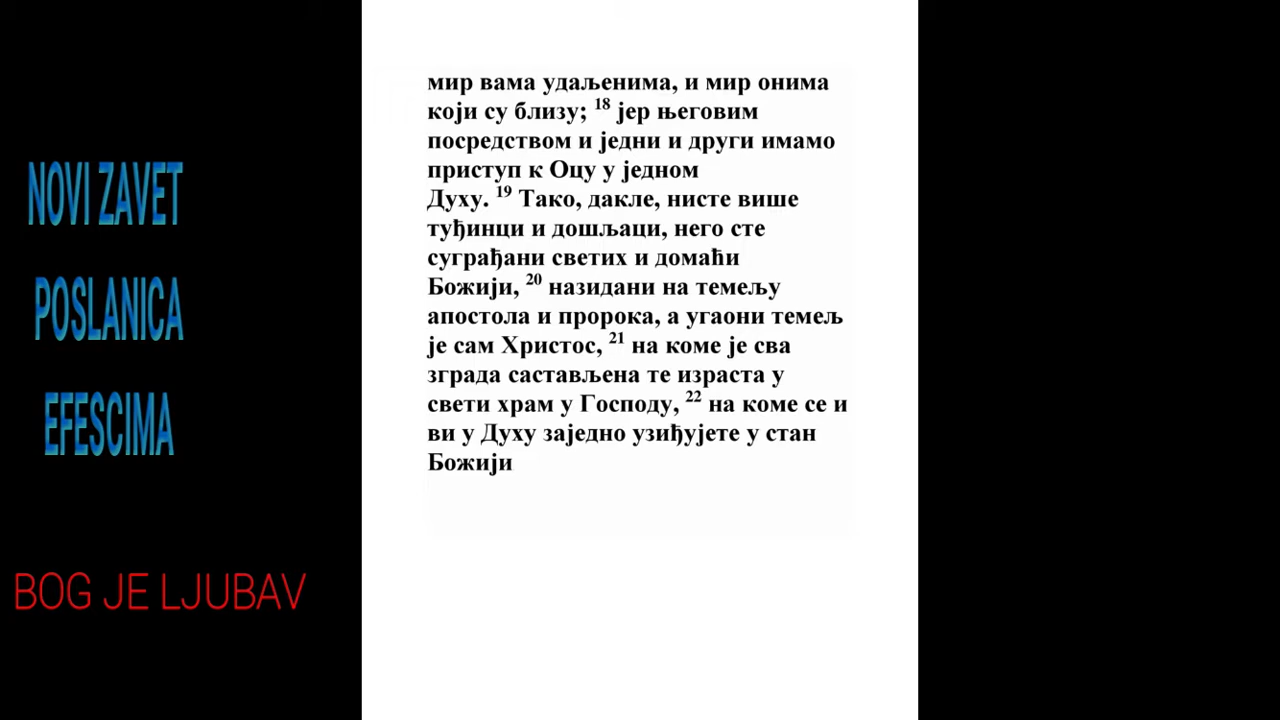 NOVI ZAVET
POSLANICA
EFESCIMA
BOG JE LJUBAV
мир вама удаљенима, и мир онима
који су близу; 18 јер његовим
посредством и једни и други имамо
приступ к Оцу у једном
Духу. 19 Тако, дакле, нисте више
туђинци и дошљаци, него сте
суграђани светих и домаћи
Божији, 20 назидани на темељу
апостола и пророка, а угаони темељ
је сам Христос, 21 на коме је сва
зграда састављена те израста у
свети храм у Господу, 22 на коме се и
ви у Духу заједно узиђујете у стан
Божији